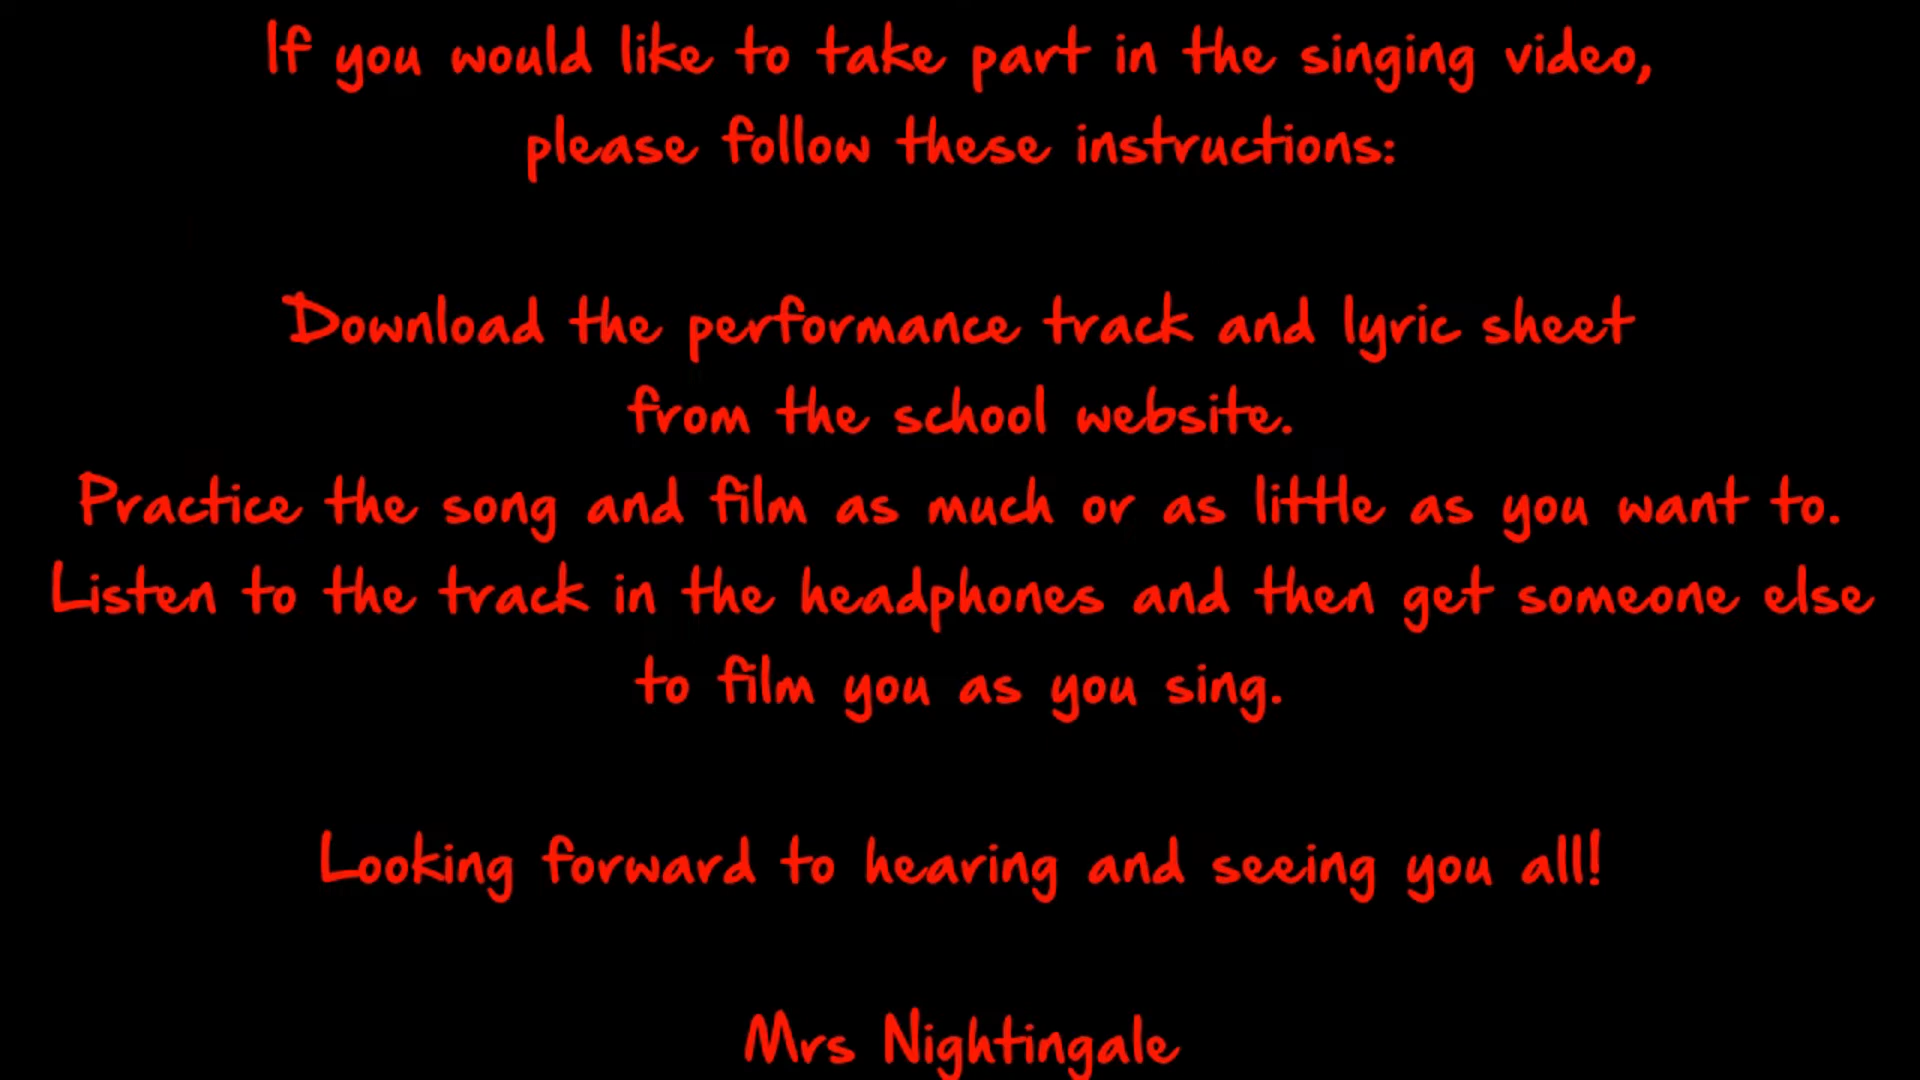 If you would like to take part in the singing video,
please follow these instructions:
Download the performance track and lyric sheet
from the school website.
Practice the song and film as much or as little as you want to.
Listen to the track in the headphones and then get someone else
to film you as you sing.
Looking forward to hearing and seeing you all!
Mrs Nightingale